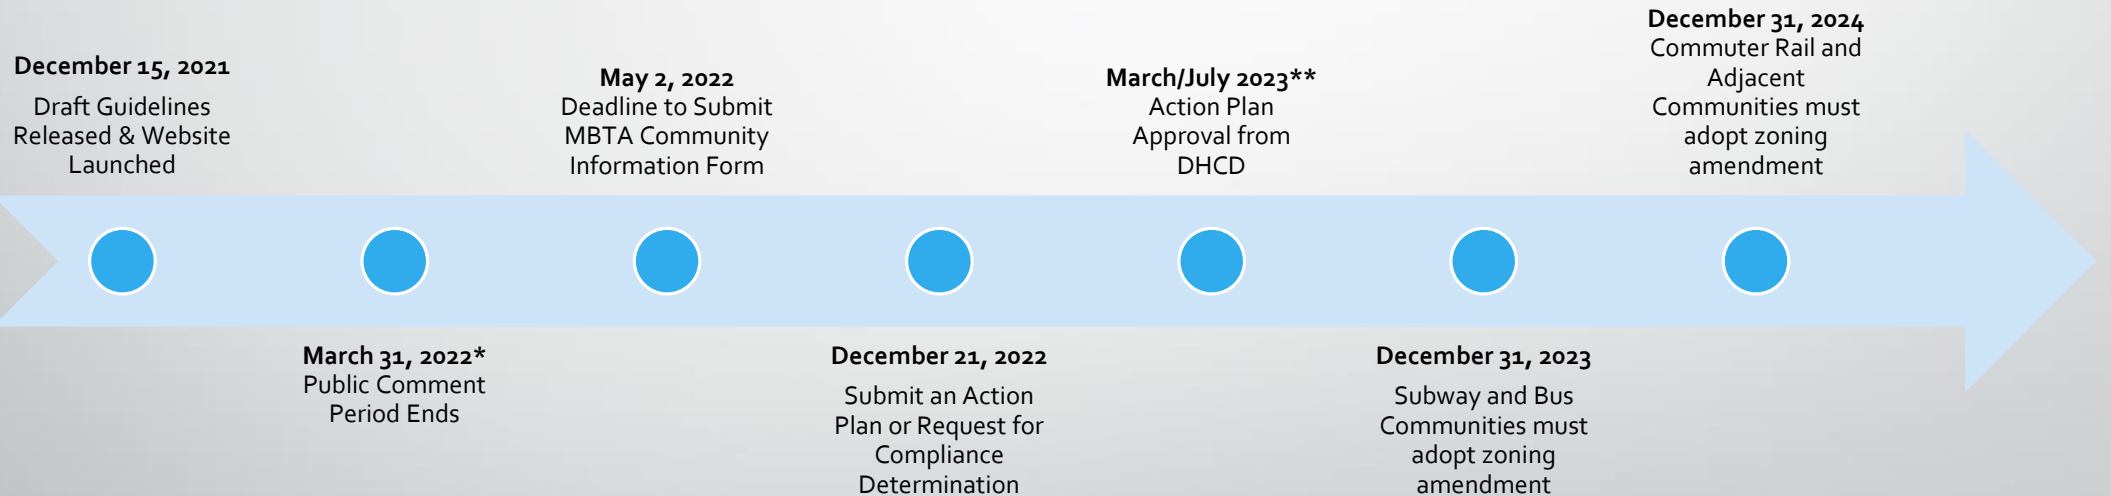 December 15, 2021
Draft Guidelines
Released & Website
Launched
March 31, 2022*
Public Comment
Period Ends
May 2, 2022
Deadline to Submit
MBTA Community
Information Form
December 21, 2022
Submit an Action
Plan or Request for
Compliance
Determination
March/July 2023**
Action Plan
Approval from
DHCD
December 31, 2023
Subway and Bus
Communities must
adopt zoning
amendment
December 31, 2024
Commuter Rail and
Adjacent
Communities must
adopt zoning
amendment